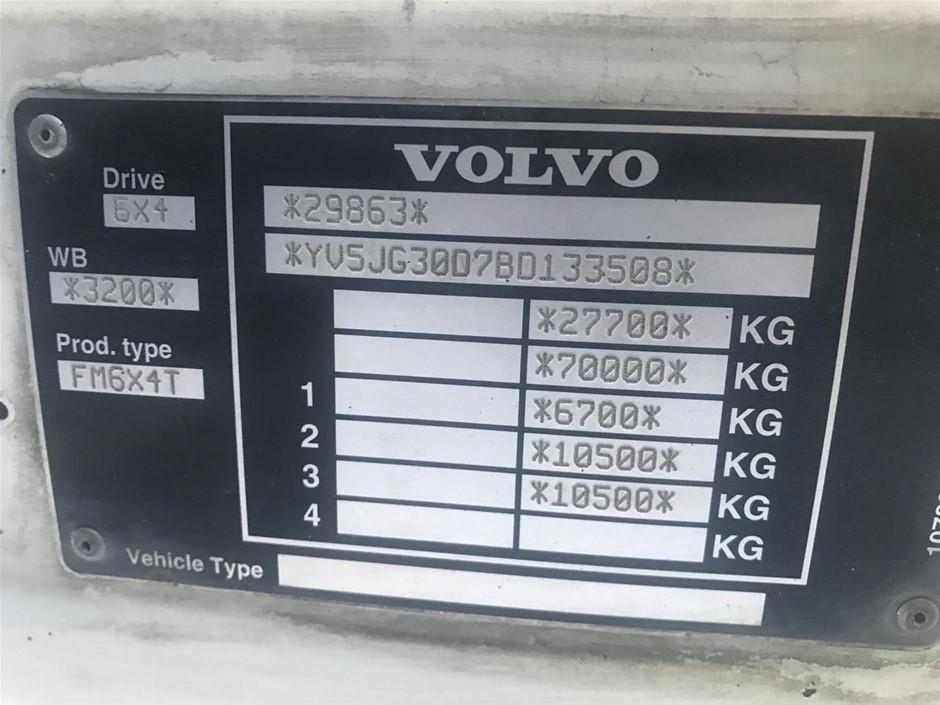 VOLVO
Drive
6X4
*29863*
WB
*3200*
*YV5JG30D7BD133508*
Prod. type
FM6X4T
*27700* KG
*70000* KG
1 *6700* KG
2 *10500* KG
3 *10500* KG
4 KG
Vehicle Type